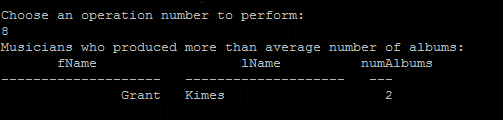 Choose an operation number to perform:
8
Musicians who produced more than average number of albums:
fName lName numAlbums
-------------------- -------------------- ---
Grant Kimes 2